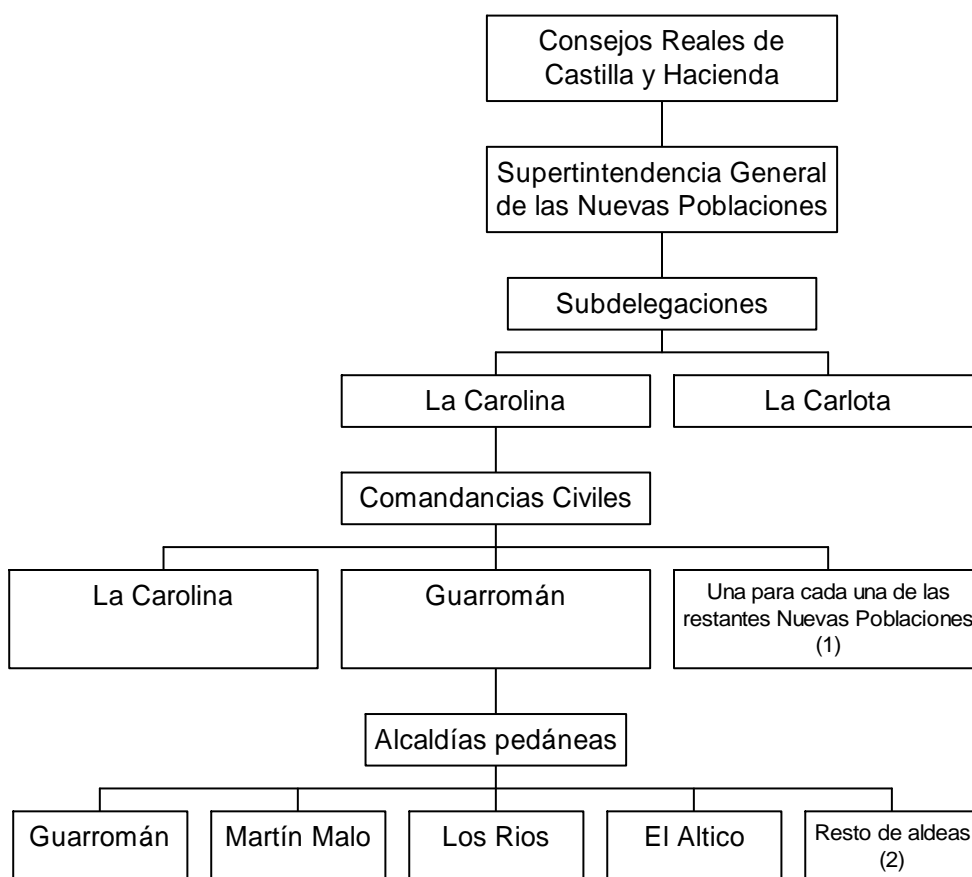 Consejos Reales de
Castilla y Hacienda
Supertintendencia General
de las Nuevas Poblaciones
Subdelegaciones
La Carolina
La Carlota
Comandancias Civiles
La Carolina
Guarromán
Una para cada una de las
restantes Nuevas Poblaciones
(1)
Alcaldías pedáneas
Guarromán
Martín Malo
Los Rios
El Altico
Resto de aldeas
(2)